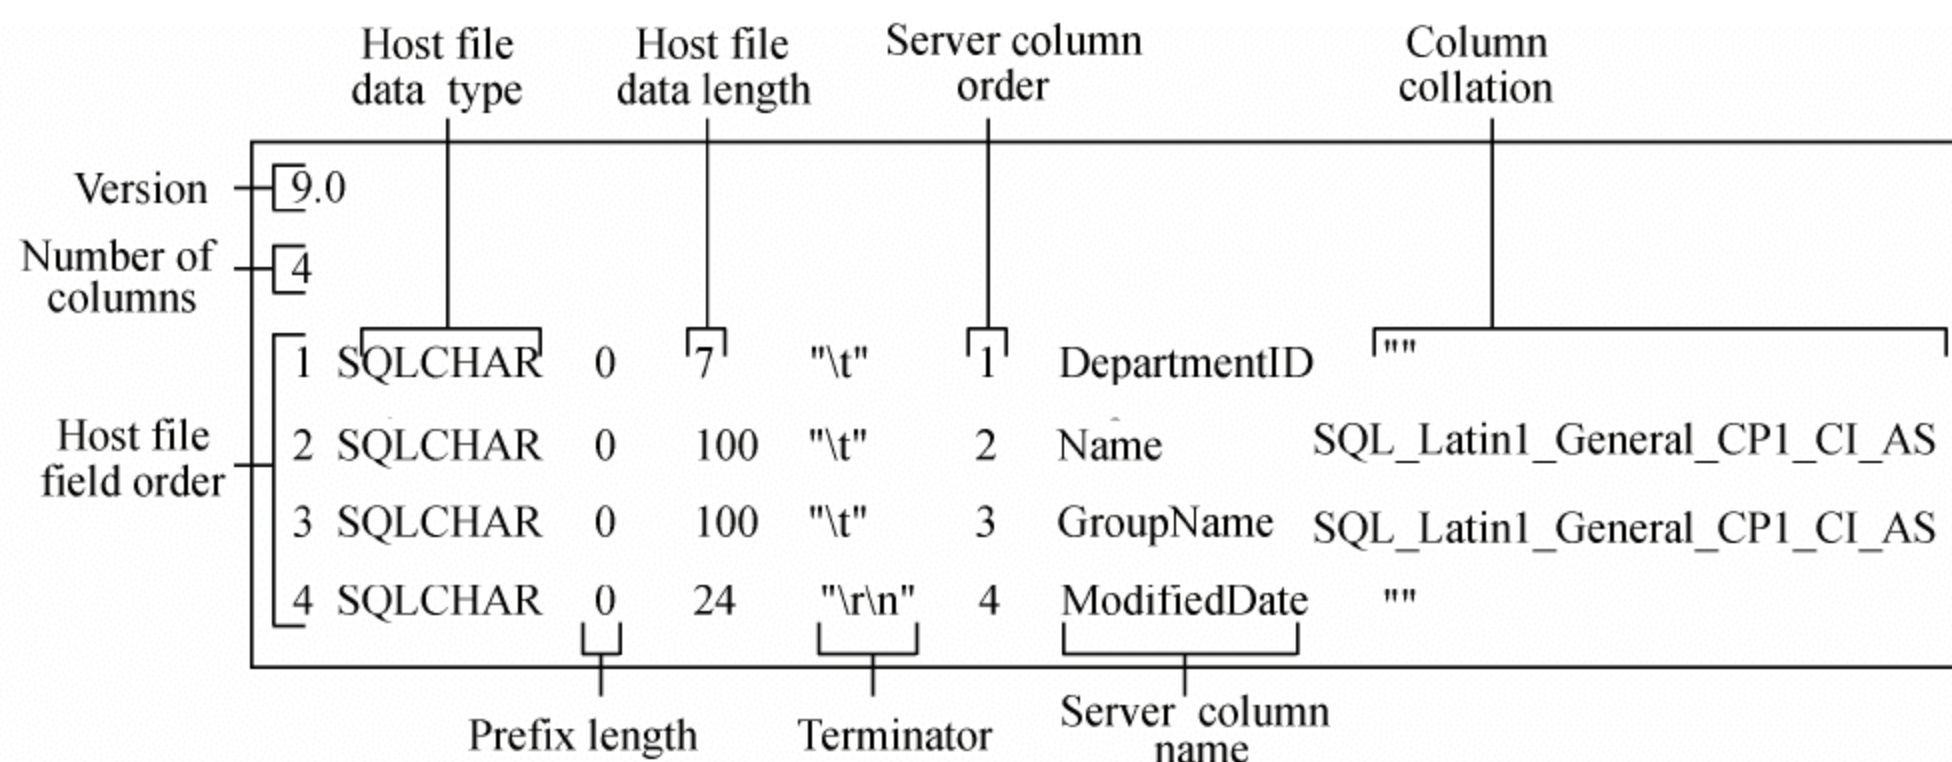 Host file
data type
Host file
data length
Server column
order
Column
collation
Version
9.0
Number of
columns
4
Host file
field order
1 SQLCHAR 0 7 "\t" 1 DepartmentID ""
2 SQLCHAR 0 100 "\t" 2 Name SQL_Latin1_General_CP1_CI_AS
3 SQLCHAR 0 100 "\t" 3 GroupName SQL_Latin1_General_CP1_CI_AS
4 SQLCHAR 0 24 "\r\n" 4 ModifiedDate ""
Prefix length
Terminator
Server column
name